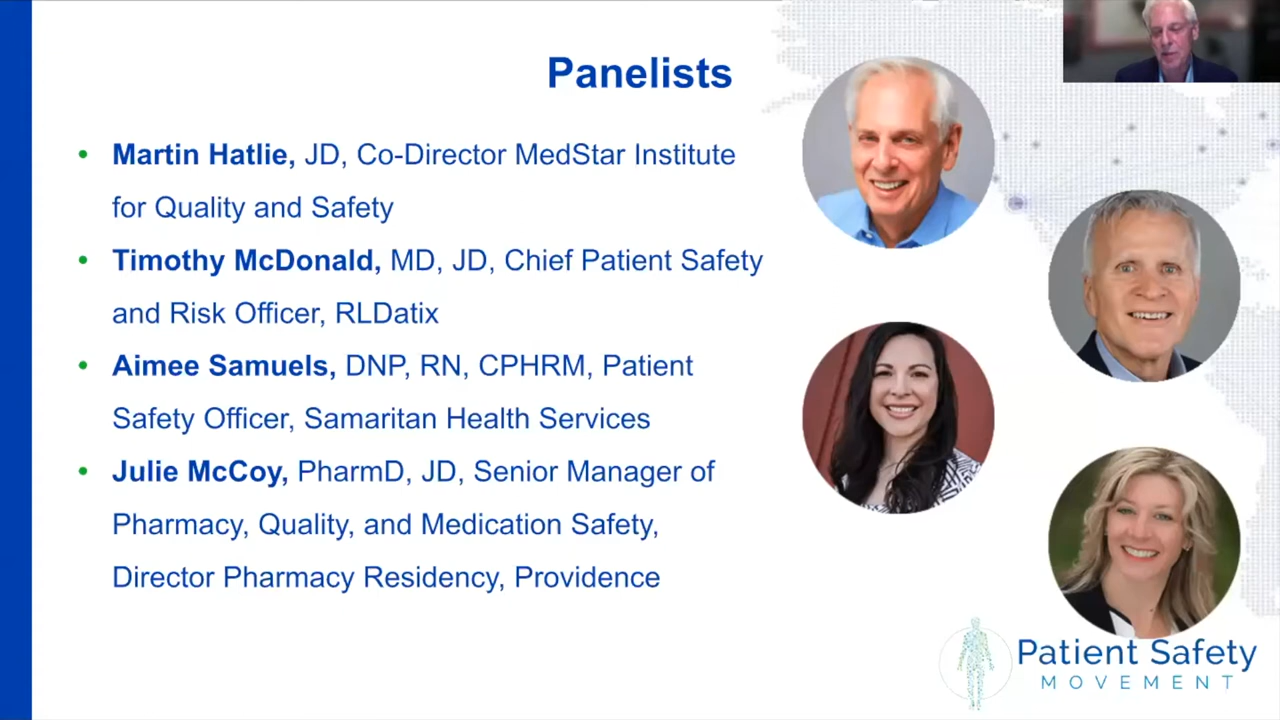 Panelists
• Martin Hatlie, JD, Co-Director MedStar Institute
for Quality and Safety
• Timothy McDonald, MD, JD, Chief Patient Safety
and Risk Officer, RLDatix
• Aimee Samuels, DNP, RN, CPHRM, Patient
Safety Officer, Samaritan Health Services
• Julie McCoy, PharmD, JD, Senior Manager of
Pharmacy, Quality, and Medication Safety,
Director Pharmacy Residency, Providence
Patient Safety
MOVEMENT